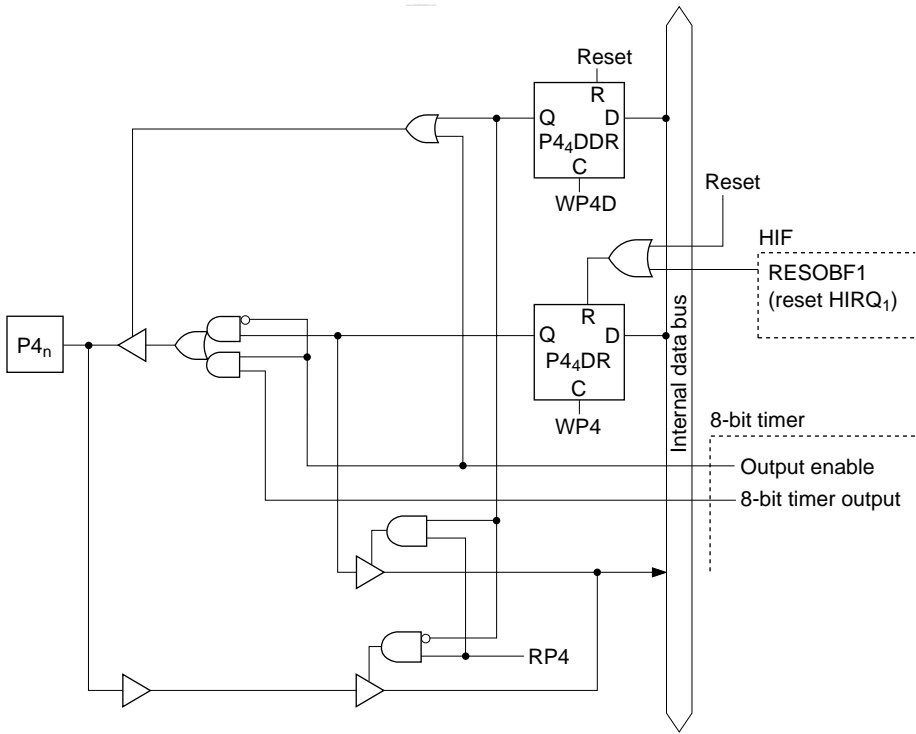 Reset
R
Q D
P4₄DDR
C
WP4D
Reset
HIF
RESOBF1
(reset HIRQ₁)
R
Q D
P4₄DR
C
WP4
P4ₙ
Internal data bus
8-bit timer
Output enable
8-bit timer output
RP4